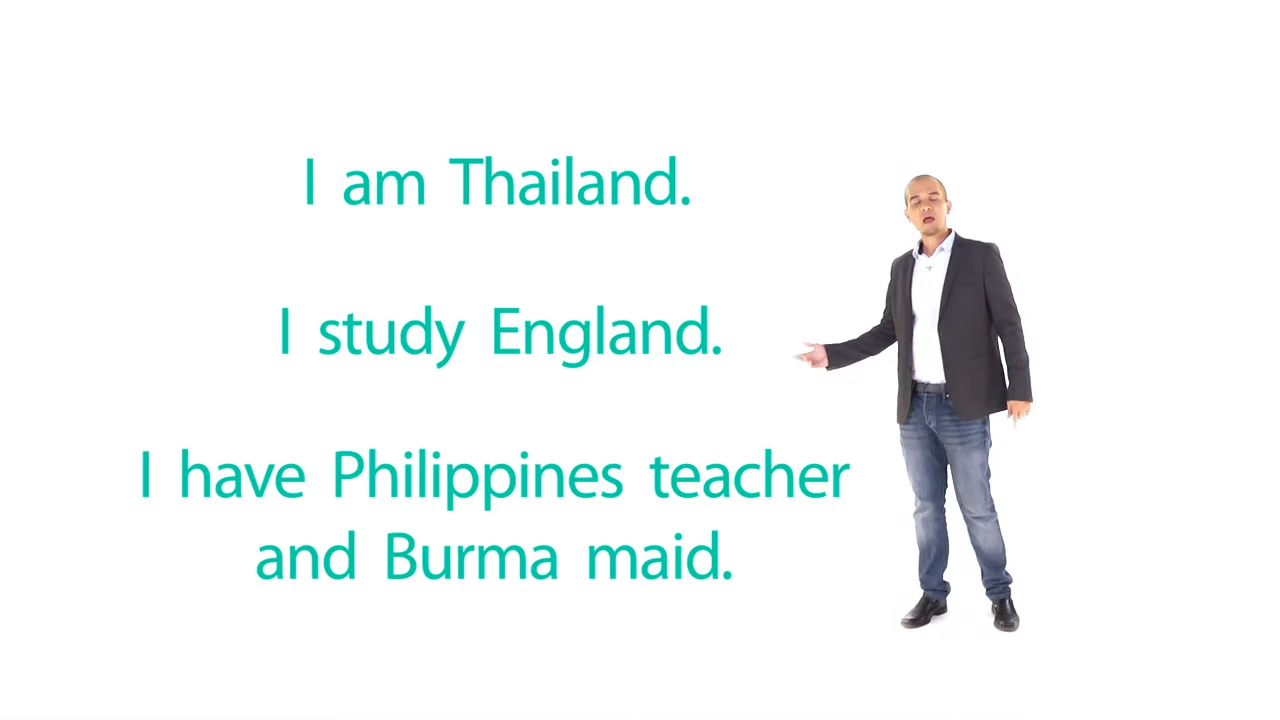 I am Thailand.
I study England.
I have Philippines teacher
and Burma maid.